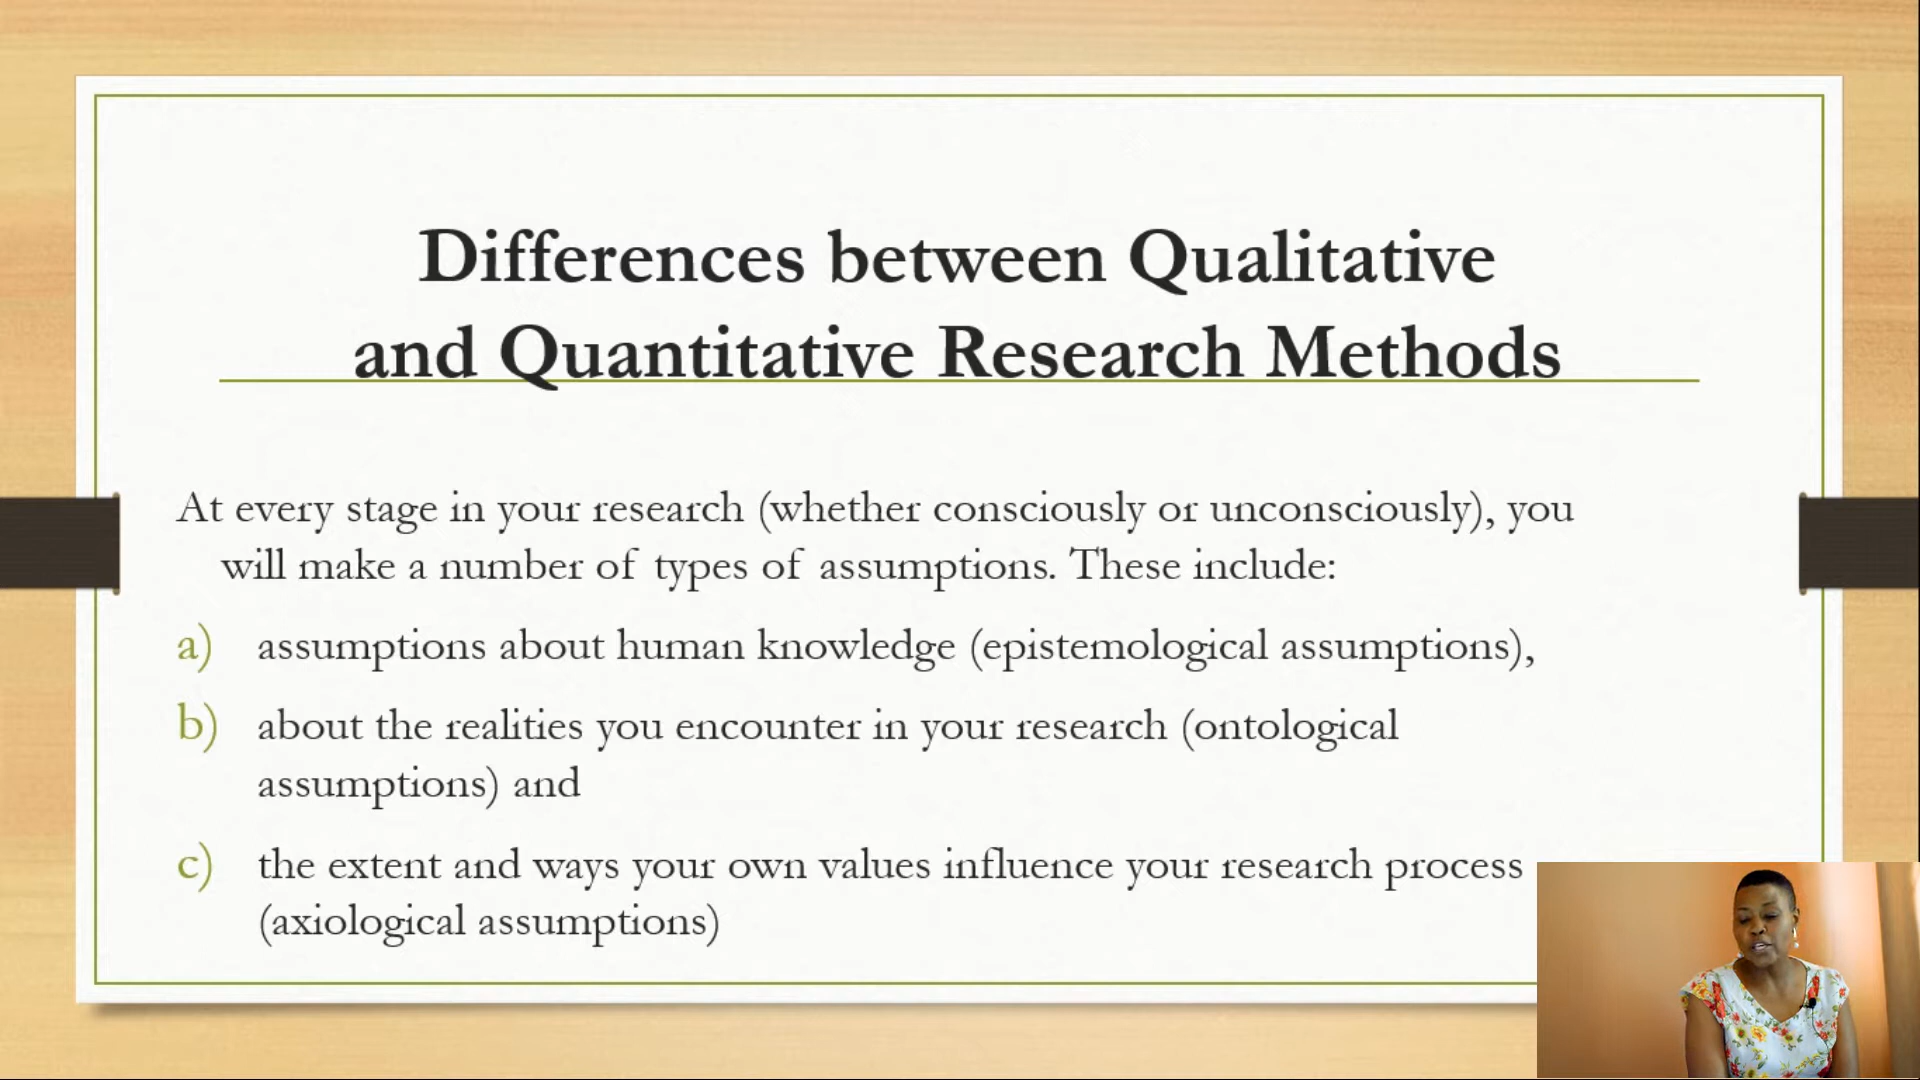 Differences between Qualitative
and Quantitative Research Methods
At every stage in your research (whether consciously or unconsciously), you
will make a number of types of assumptions. These include:
a) assumptions about human knowledge (epistemological assumptions),
b) about the realities you encounter in your research (ontological
assumptions) and
c) the extent and ways your own values influence your research process
(axiological assumptions)